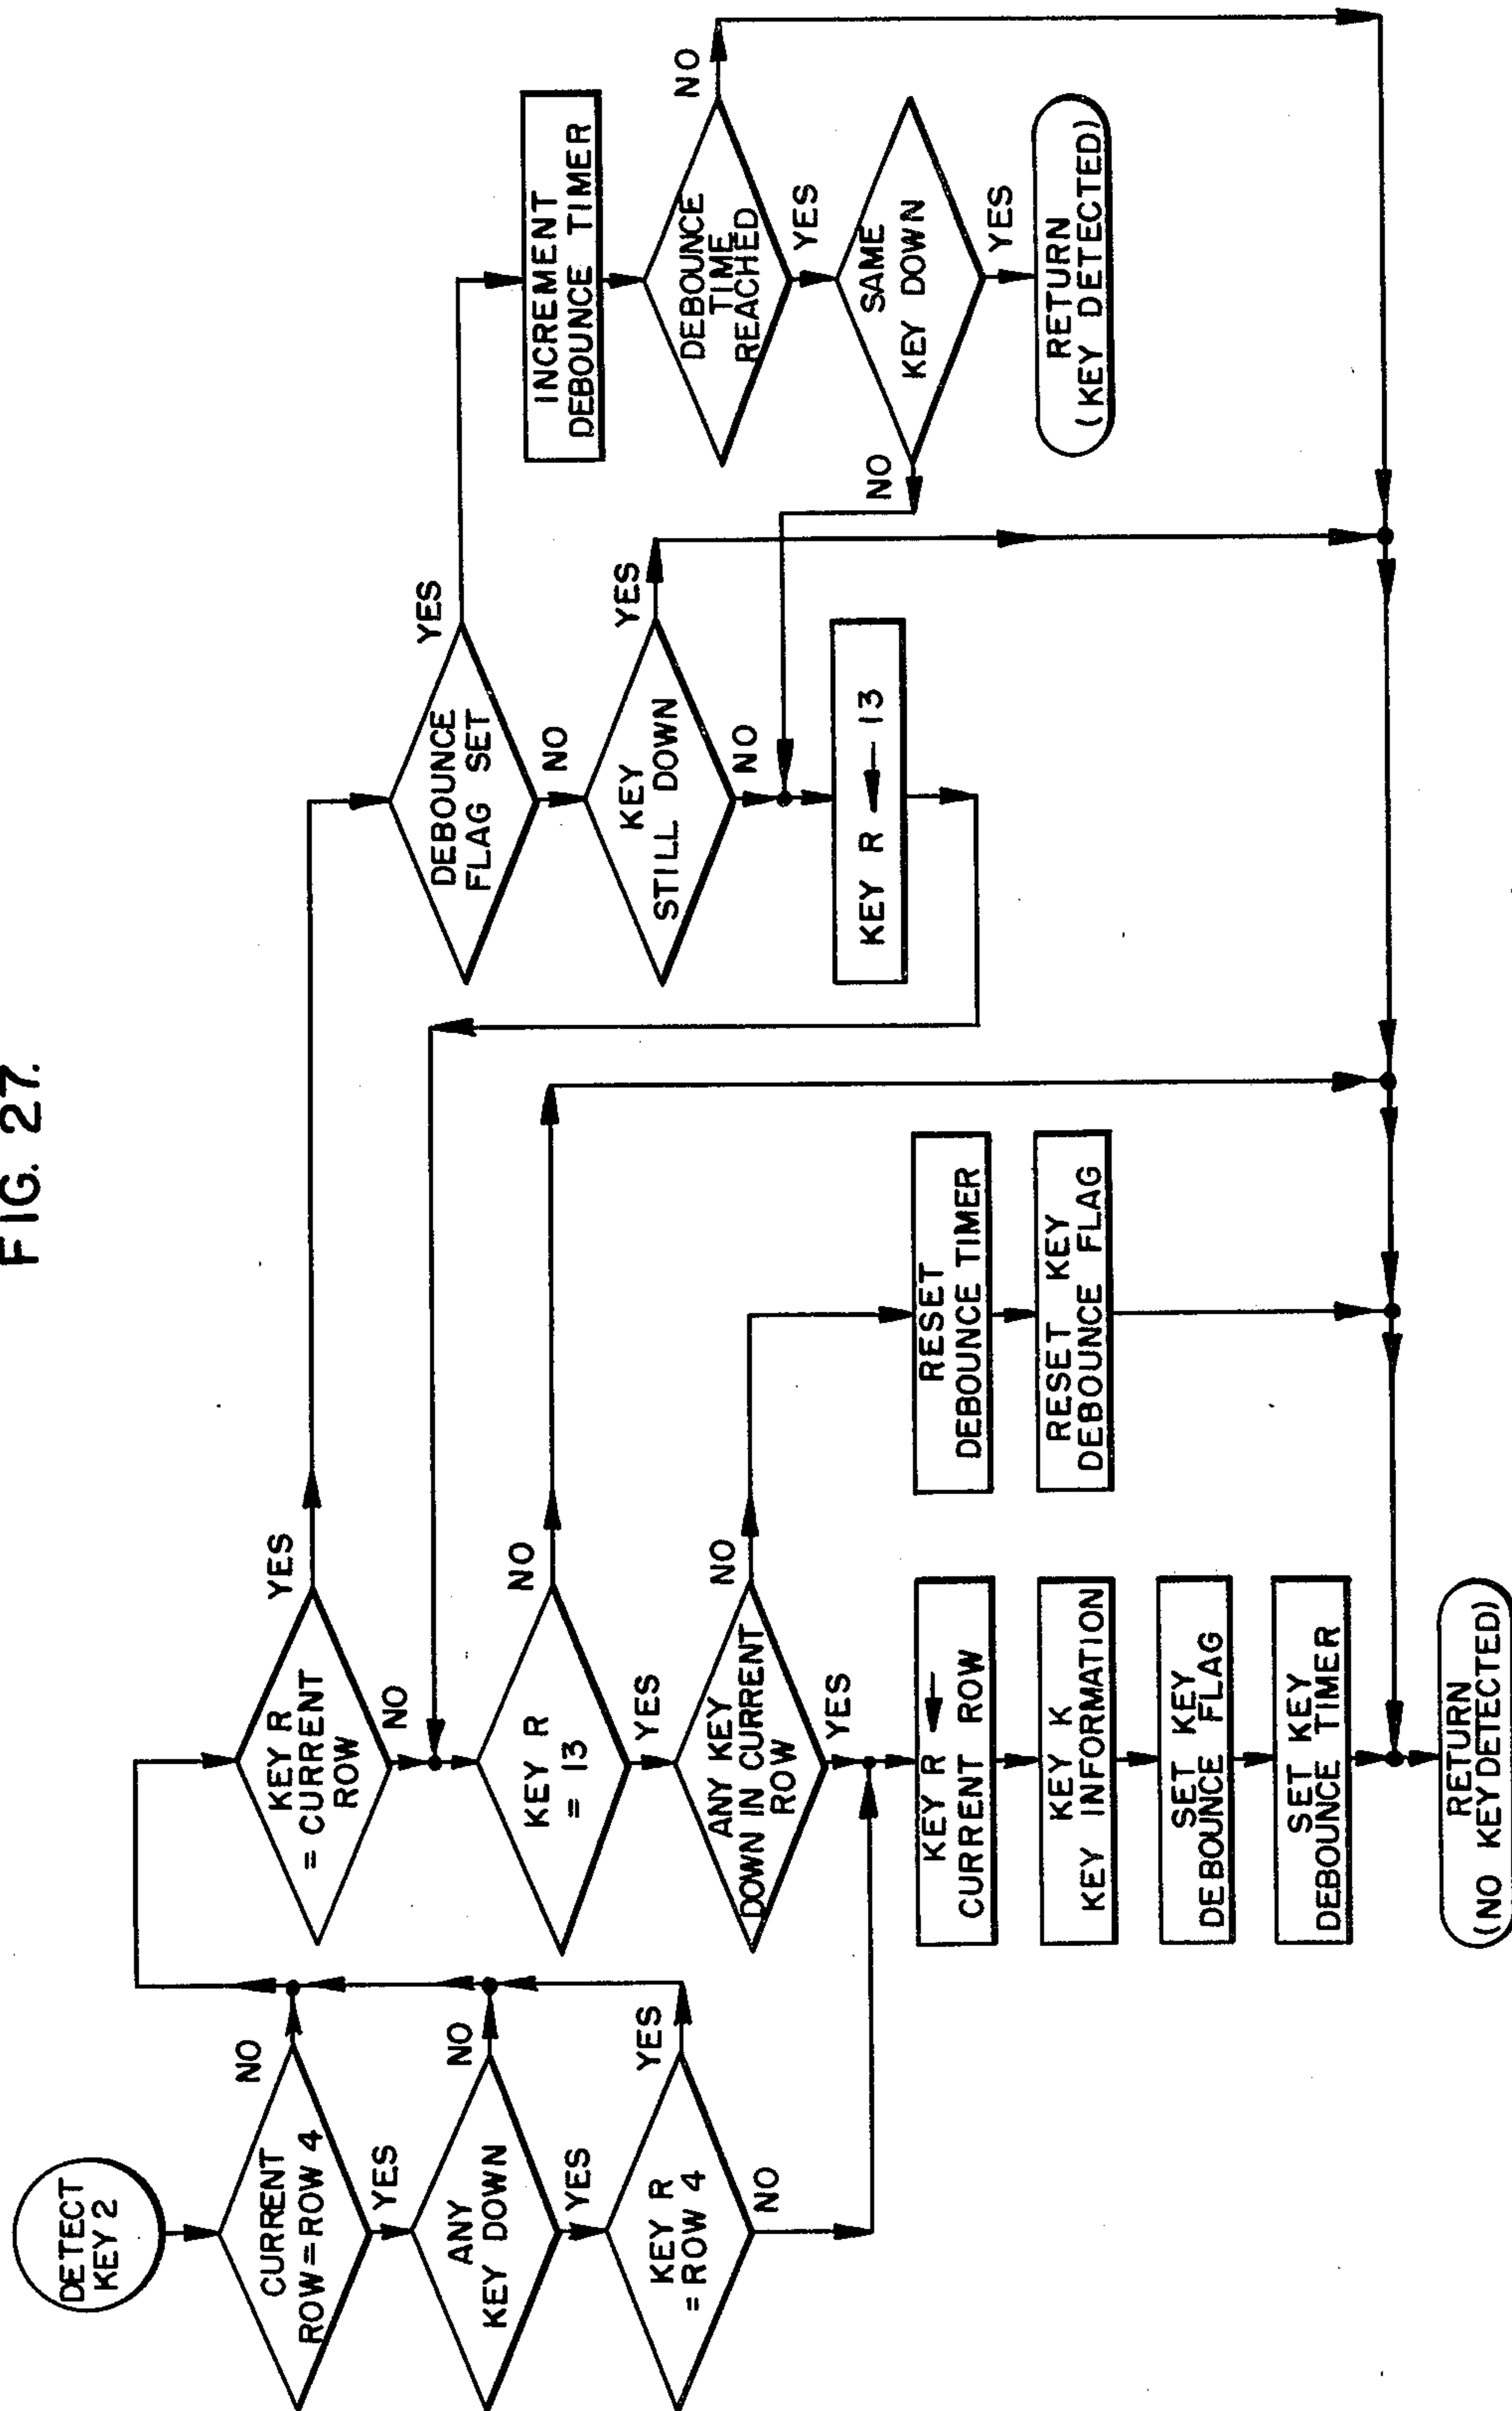 FIG. 27.
DETECT
KEY 2
CURRENT
ROW=ROW 4
NO
YES
ANY
KEY DOWN
NO
YES
KEY R
= ROW 4
YES
NO
KEY R
= CURRENT
ROW
YES
NO
KEY R
= 13
NO
YES
ANY KEY
DOWN IN CURRENT
ROW
NO
YES
KEY R ←
CURRENT ROW
KEY K
KEY INFORMATION
SET KEY
DEBOUNCE FLAG
SET KEY
DEBOUNCE TIMER
RETURN
(NO KEY DETECTED)
RESET
DEBOUNCE TIMER
RESET KEY
DEBOUNCE FLAG
DEBOUNCE
FLAG SET
YES
NO
KEY
STILL DOWN
YES
NO
KEY R ← 13
INCREMENT
DEBOUNCE TIMER
DEBOUNCE
TIME
REACHED
NO
YES
SAME
KEY DOWN
NO
YES
RETURN
(KEY DETECTED)